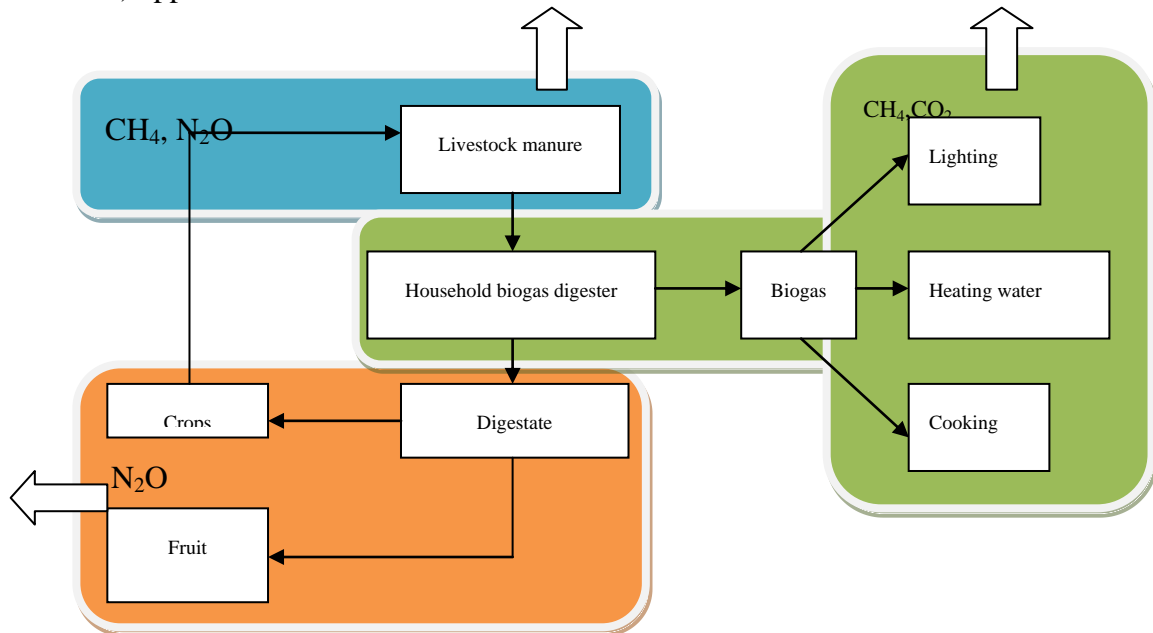 CH₄, N₂O
Livestock manure
CH₄,CO₂
Lighting
Household biogas digester
Biogas
Heating water
Crops
Digestate
Cooking
N₂O
Fruit